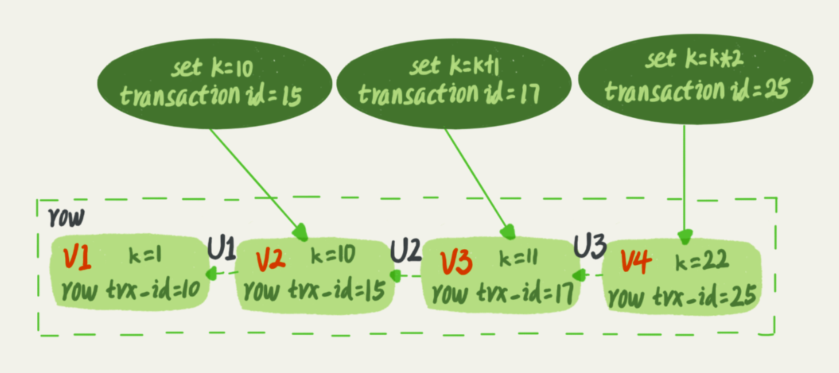 set k=10
transaction id=15
set k=k+1
transaction id=17
set k=k*2
transaction id=25
row
V1 k=1
row trx-id=10
U1
V2 k=10
row trx-id=15
U2
V3 k=11
row trx-id=17
U3
V4 k=22
row trx-id=25